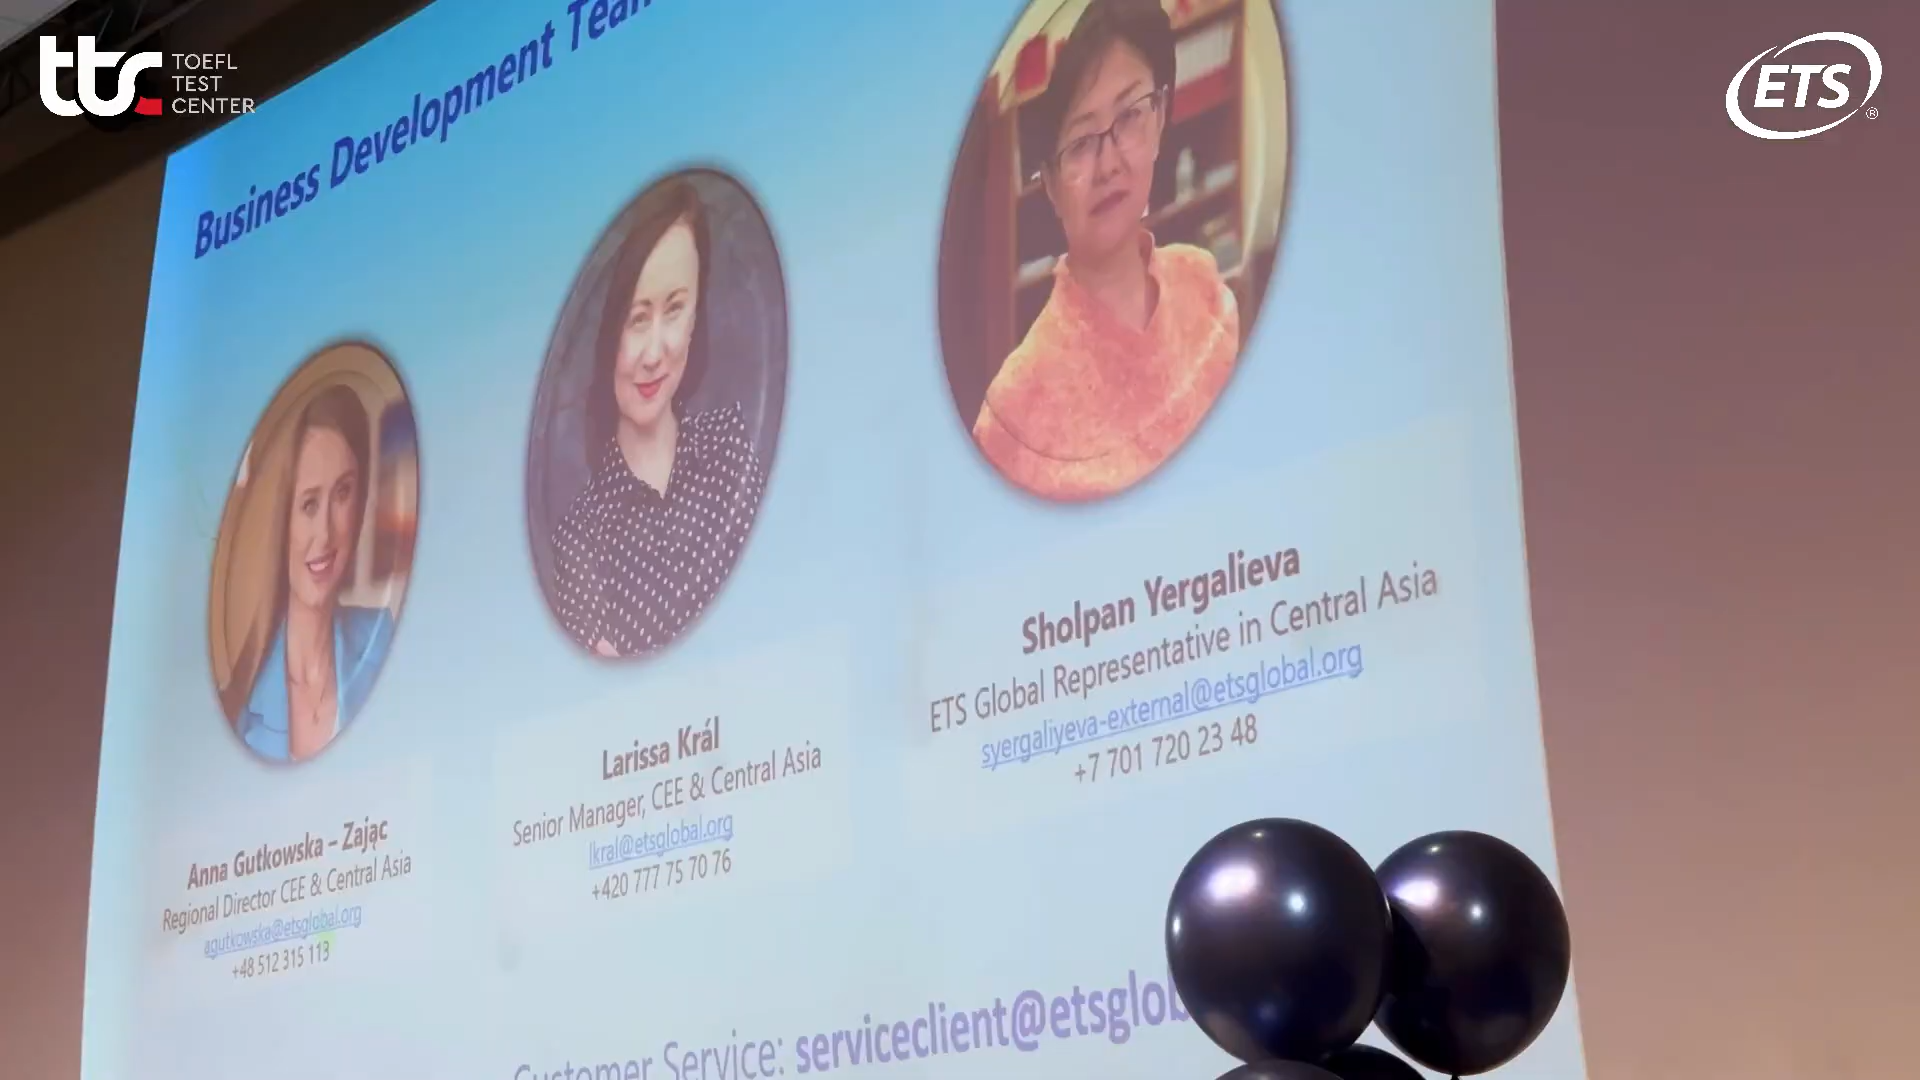 ttc TOEFL
TEST
CENTER
ETS
®
Business Development Team
Anna Gutkowska – Zając
Regional Director CEE & Central Asia
agutkowska@etsglobal.org
+48 512 315 113
Larissa Král
Senior Manager, CEE & Central Asia
lkral@etsglobal.org
+420 777 75 70 76
Sholpan Yergalieva
ETS Global Representative in Central Asia
syergaliyeva-external@etsglobal.org
+7 701 720 23 48
Customer Service: serviceclient@etsglob